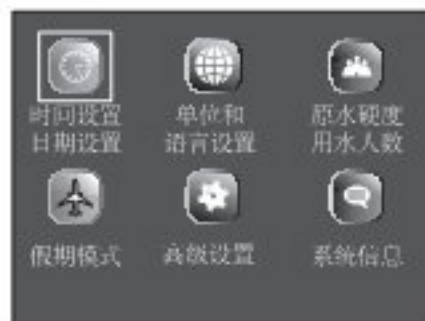 时间设置 单位和 原水硬度
日期设置 语言设置 用水人数
假期模式 高级设置 系统信息